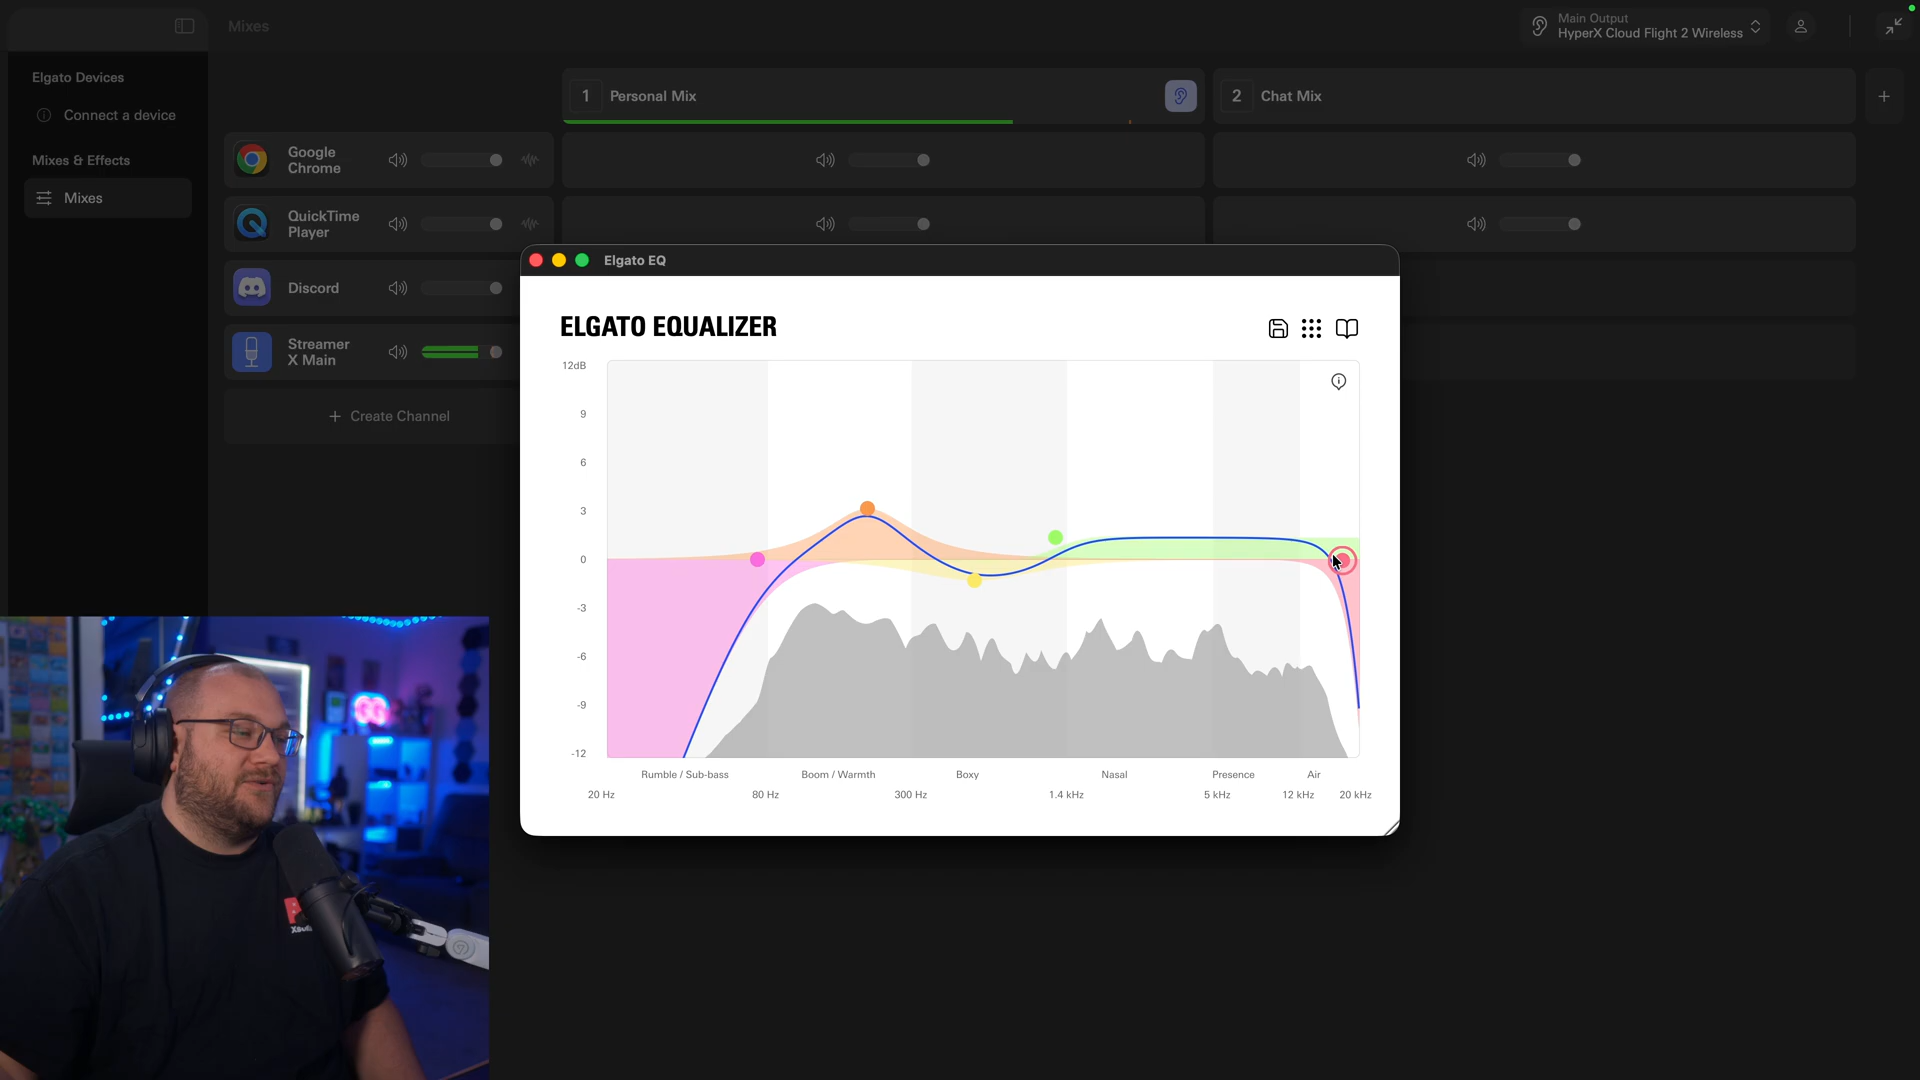 Mixes
Main Output
HyperX Cloud Flight 2 Wireless
Elgato Devices
Connect a device
Mixes & Effects
Mixes
1 Personal Mix
2 Chat Mix
+
Google
Chrome
QuickTime
Player
Discord
Streamer
X Main
+ Create Channel
Elgato EQ
ELGATO EQUALIZER
12dB
9
6
3
0
-3
-6
-9
-12
Rumble / Sub-bass
Boom / Warmth
Boxy
Nasal
Presence
Air
20 Hz
80 Hz
300 Hz
1.4 kHz
5 kHz
12 kHz
20 kHz